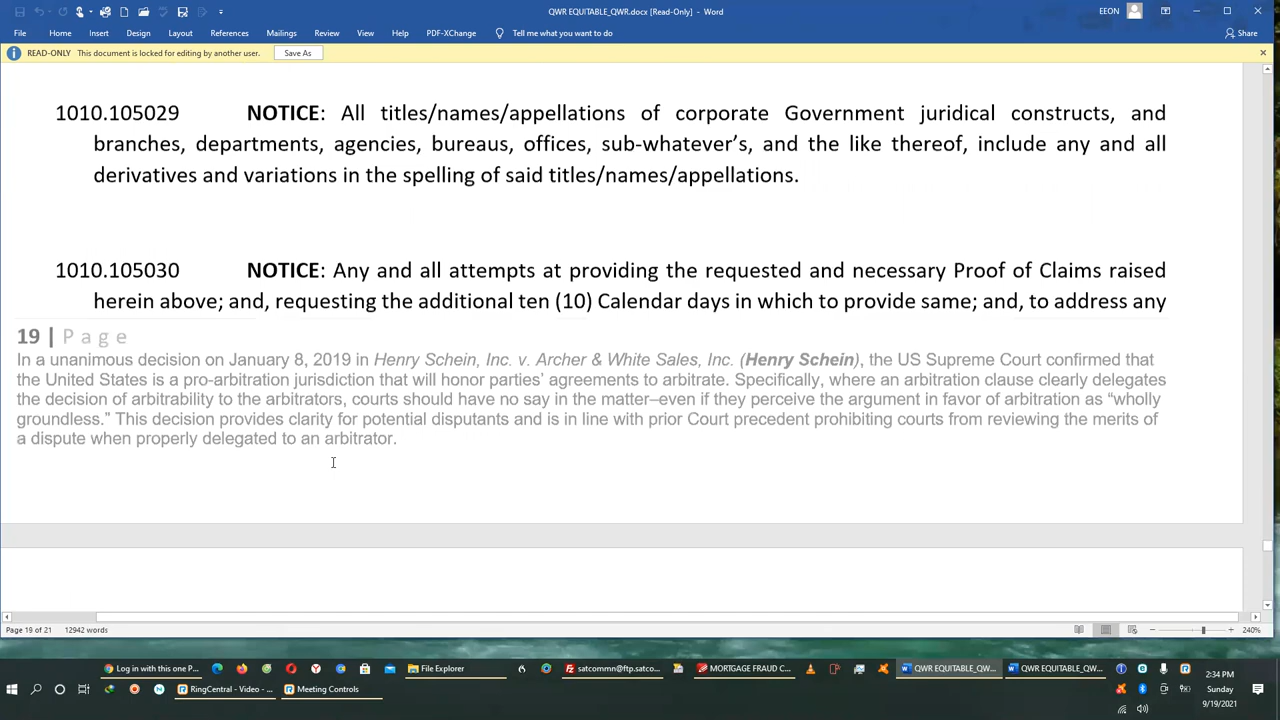 QWR EQUITABLE_QWR.docx [Read-Only] - Word
EEON
File Home Insert Design Layout References Mailings Review View Help PDF-XChange Tell me what you want to do Share
READ-ONLY This document is locked for editing by another user. Save As
1010.105029 NOTICE: All titles/names/appellations of corporate Government juridical constructs, and
branches, departments, agencies, bureaus, offices, sub-whatever's, and the like thereof, include any and all
derivatives and variations in the spelling of said titles/names/appellations.
1010.105030 NOTICE: Any and all attempts at providing the requested and necessary Proof of Claims raised
herein above; and, requesting the additional ten (10) Calendar days in which to provide same; and, to address any
19 | P a g e
In a unanimous decision on January 8, 2019 in Henry Schein, Inc. v. Archer & White Sales, Inc. (Henry Schein), the US Supreme Court confirmed that
the United States is a pro-arbitration jurisdiction that will honor parties' agreements to arbitrate. Specifically, where an arbitration clause clearly delegates
the decision of arbitrability to the arbitrators, courts should have no say in the matter–even if they perceive the argument in favor of arbitration as “wholly
groundless.” This decision provides clarity for potential disputants and is in line with prior Court precedent prohibiting courts from reviewing the merits of
a dispute when properly delegated to an arbitrator.
Page 19 of 21 12942 words 240%
Log in with this one P... File Explorer satcommn@ftp.satco... MORTGAGE FRAUD C... QWR EQUITABLE_QW... QWR EQUITABLE_QW...
RingCentral - Video - ... Meeting Controls
2:34 PM
Sunday
9/19/2021